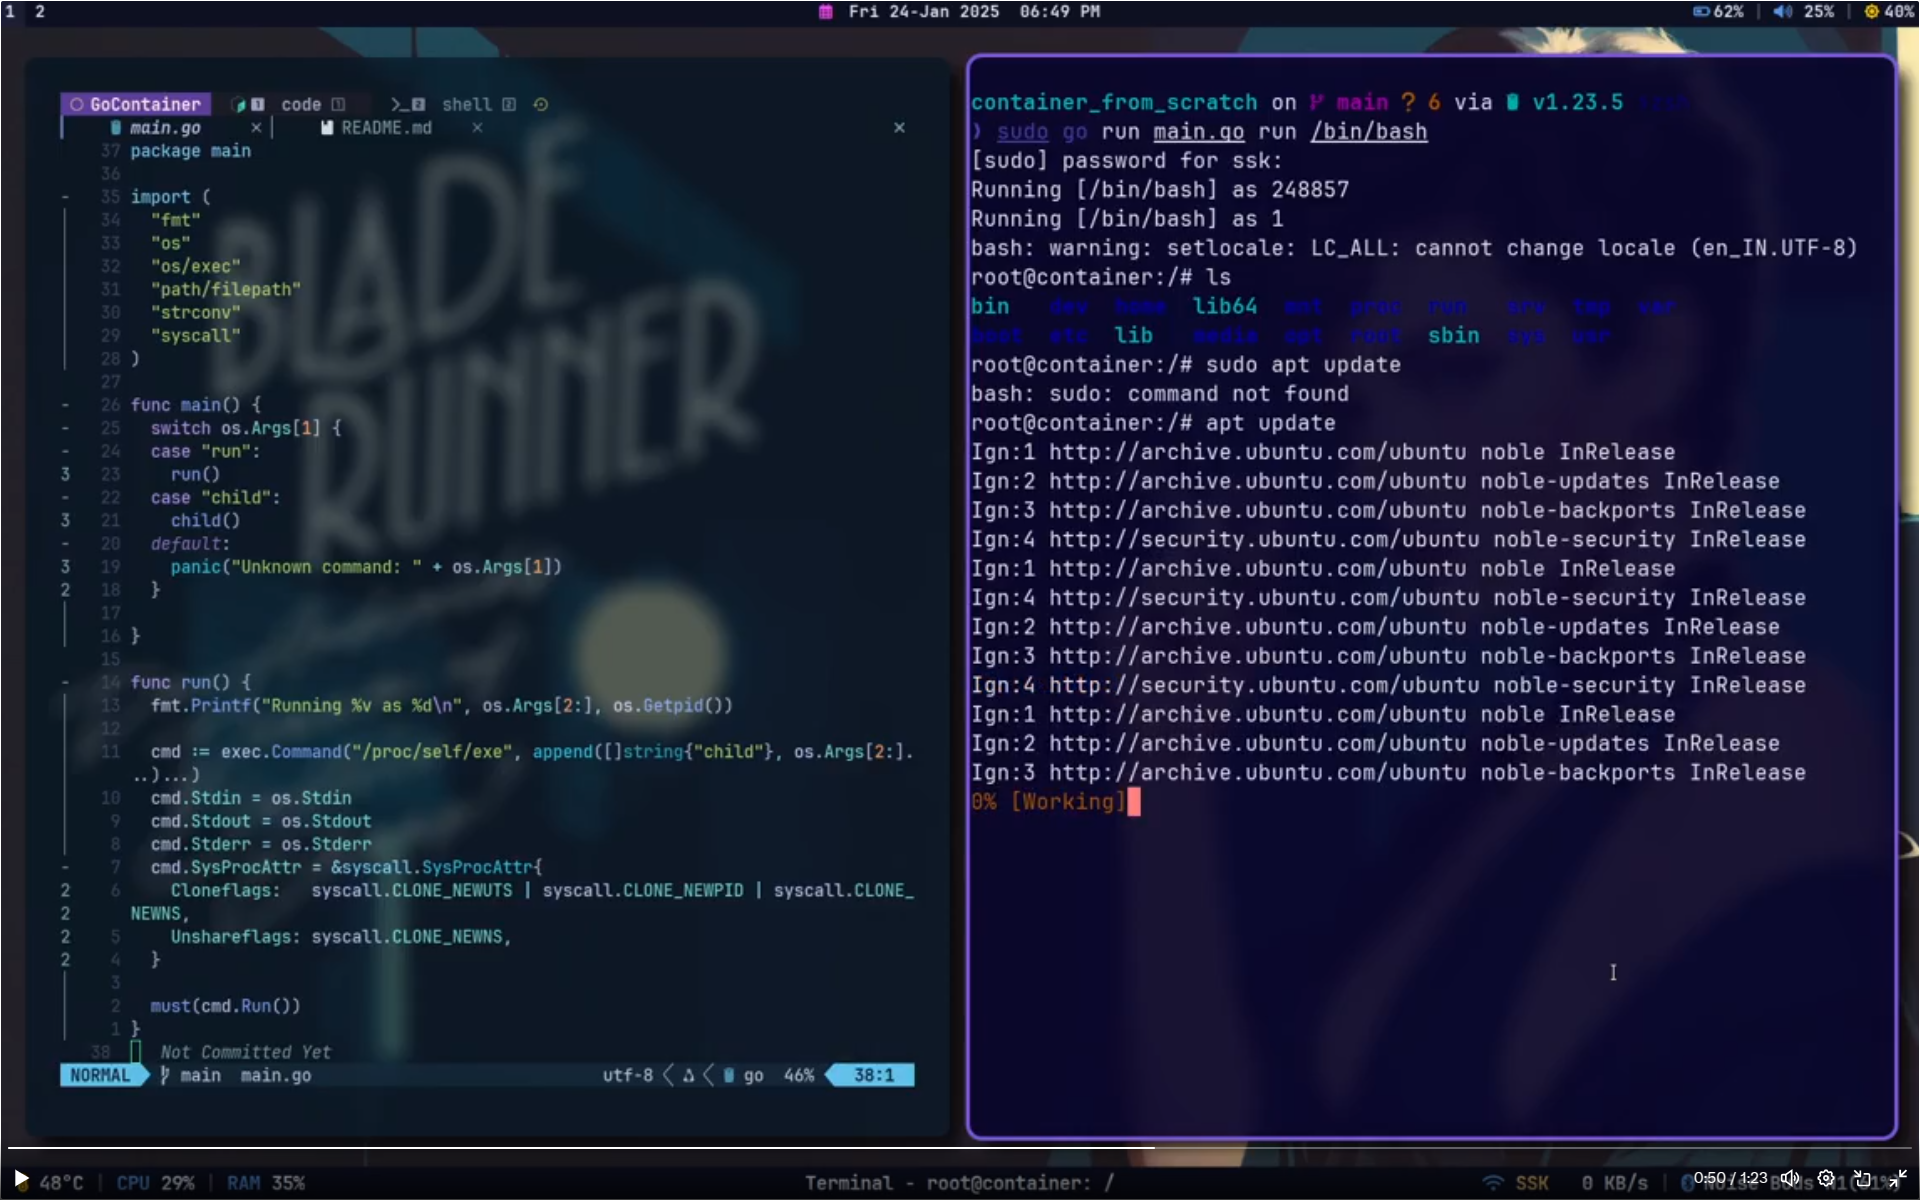 1 2 Fri 24-Jan 2025 06:49 PM 62% | 25% | 40%
GoContainer 1 code 1 >_2 shell 2
main.go × | README.md × ×
37 package main
36
- 35 import (
34 "fmt"
33 "os"
32 "os/exec"
31 "path/filepath"
30 "strconv"
29 "syscall"
28 )
27
- 26 func main() {
- 25 switch os.Args[1] {
- 24 case "run":
3 23 run()
- 22 case "child":
3 21 child()
- 20 default:
3 19 panic("Unknown command: " + os.Args[1])
2 18 }
17
16 }
15
- 14 func run() {
13 fmt.Printf("Running %v as %d\n", os.Args[2:], os.Getpid())
12
11 cmd := exec.Command("/proc/self/exe", append([]string{"child"}, os.Args[2:].
..)...)
10 cmd.Stdin = os.Stdin
9 cmd.Stdout = os.Stdout
8 cmd.Stderr = os.Stderr
- 7 cmd.SysProcAttr = &syscall.SysProcAttr{
2 6 Cloneflags: syscall.CLONE_NEWUTS | syscall.CLONE_NEWPID | syscall.CLONE_
2 NEWNS,
2 5 Unshareflags: syscall.CLONE_NEWNS,
2 4 }
3
2 must(cmd.Run())
1 }
38 Not Committed Yet
NORMAL main main.go utf-8 < < go 46% 38:1
BLADE
RUNNER
container_from_scratch on main ? 6 via v1.23.5
❯ sudo go run main.go run /bin/bash
[sudo] password for ssk:
Running [/bin/bash] as 248857
Running [/bin/bash] as 1
bash: warning: setlocale: LC_ALL: cannot change locale (en_IN.UTF-8)
root@container:/# ls
bin dev home lib64 mnt proc run srv tmp var
boot etc lib media opt root sbin sys usr
root@container:/# sudo apt update
bash: sudo: command not found
root@container:/# apt update
Ign:1 http://archive.ubuntu.com/ubuntu noble InRelease
Ign:2 http://archive.ubuntu.com/ubuntu noble-updates InRelease
Ign:3 http://archive.ubuntu.com/ubuntu noble-backports InRelease
Ign:4 http://security.ubuntu.com/ubuntu noble-security InRelease
Ign:1 http://archive.ubuntu.com/ubuntu noble InRelease
Ign:4 http://security.ubuntu.com/ubuntu noble-security InRelease
Ign:2 http://archive.ubuntu.com/ubuntu noble-updates InRelease
Ign:3 http://archive.ubuntu.com/ubuntu noble-backports InRelease
Ign:4 http://security.ubuntu.com/ubuntu noble-security InRelease
Ign:1 http://archive.ubuntu.com/ubuntu noble InRelease
Ign:2 http://archive.ubuntu.com/ubuntu noble-updates InRelease
Ign:3 http://archive.ubuntu.com/ubuntu noble-backports InRelease
0% [Working]
48°C | CPU 29% | RAM 35% Terminal - root@container: / SSK 0 KB/s
0:50 / 1:23